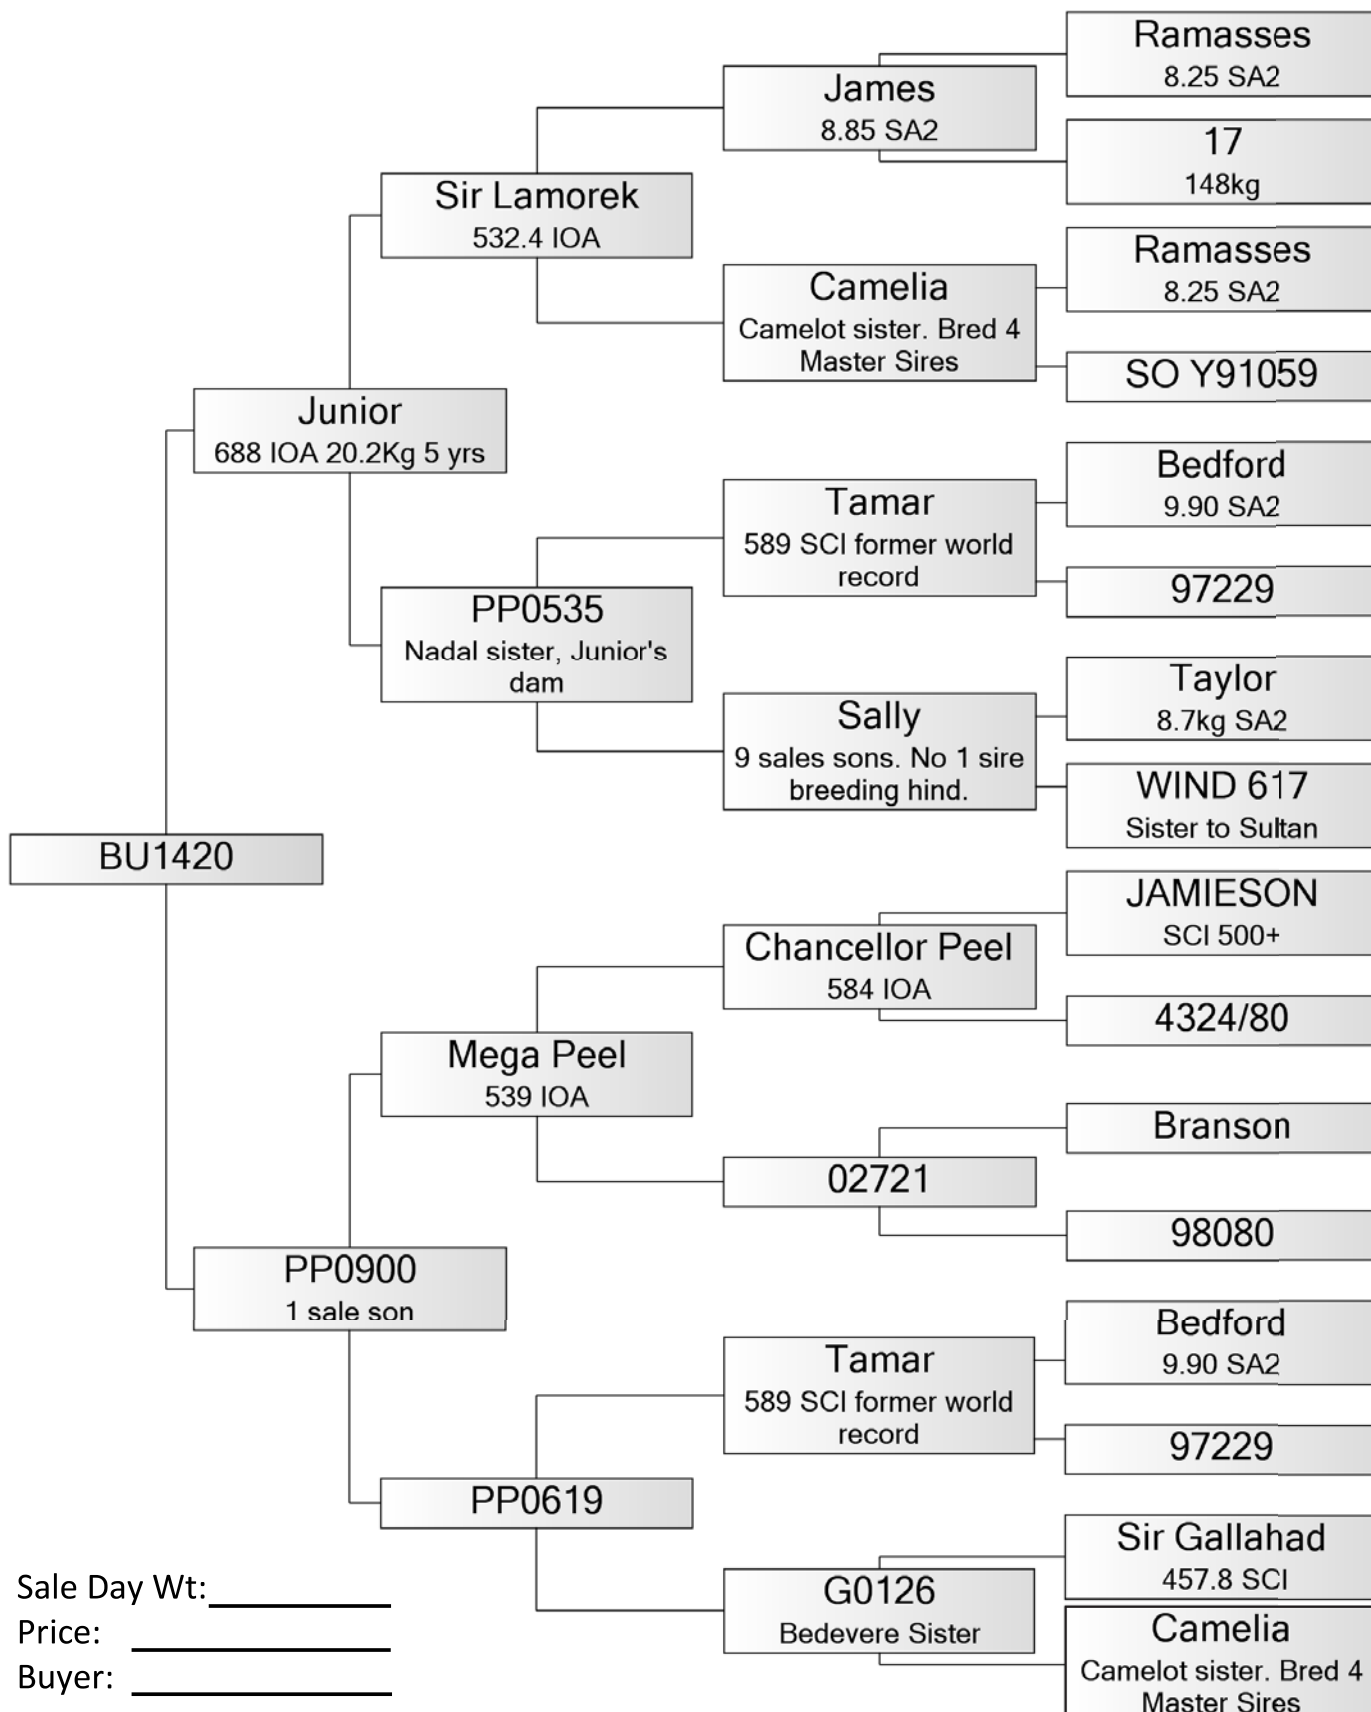 Ramasses
8.25 SA2
James
8.85 SA2
17
148kg
Sir Lamorek
532.4 IOA
Ramasses
8.25 SA2
Camelia
Camelot sister. Bred 4
Master Sires
SO Y91059
Junior
688 IOA 20.2Kg 5 yrs
Bedford
9.90 SA2
Tamar
589 SCI former world
record
97229
PP0535
Nadal sister, Junior's
dam
Taylor
8.7kg SA2
Sally
9 sales sons. No 1 sire
breeding hind.
WIND 617
Sister to Sultan
BU1420
JAMIESON
SCI 500+
Chancellor Peel
584 IOA
4324/80
Mega Peel
539 IOA
Branson
02721
98080
PP0900
1 sale son
Bedford
9.90 SA2
Tamar
589 SCI former world
record
97229
PP0619
Sir Gallahad
457.8 SCI
G0126
Bedevere Sister
Camelia
Camelot sister. Bred 4
Master Sires
Sale Day Wt:
Price:
Buyer: